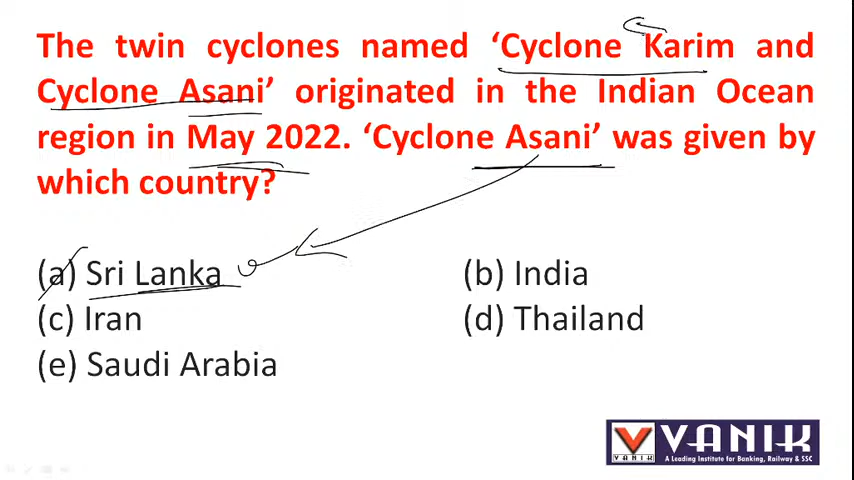 The twin cyclones named ‘Cyclone Karim and
Cyclone Asani’ originated in the Indian Ocean
region in May 2022. ‘Cyclone Asani’ was given by
which country?
(a) Sri Lanka
(b) India
(c) Iran
(d) Thailand
(e) Saudi Arabia
VANIK
VANIK
A Leading Institute for Banking, Railway & SSC